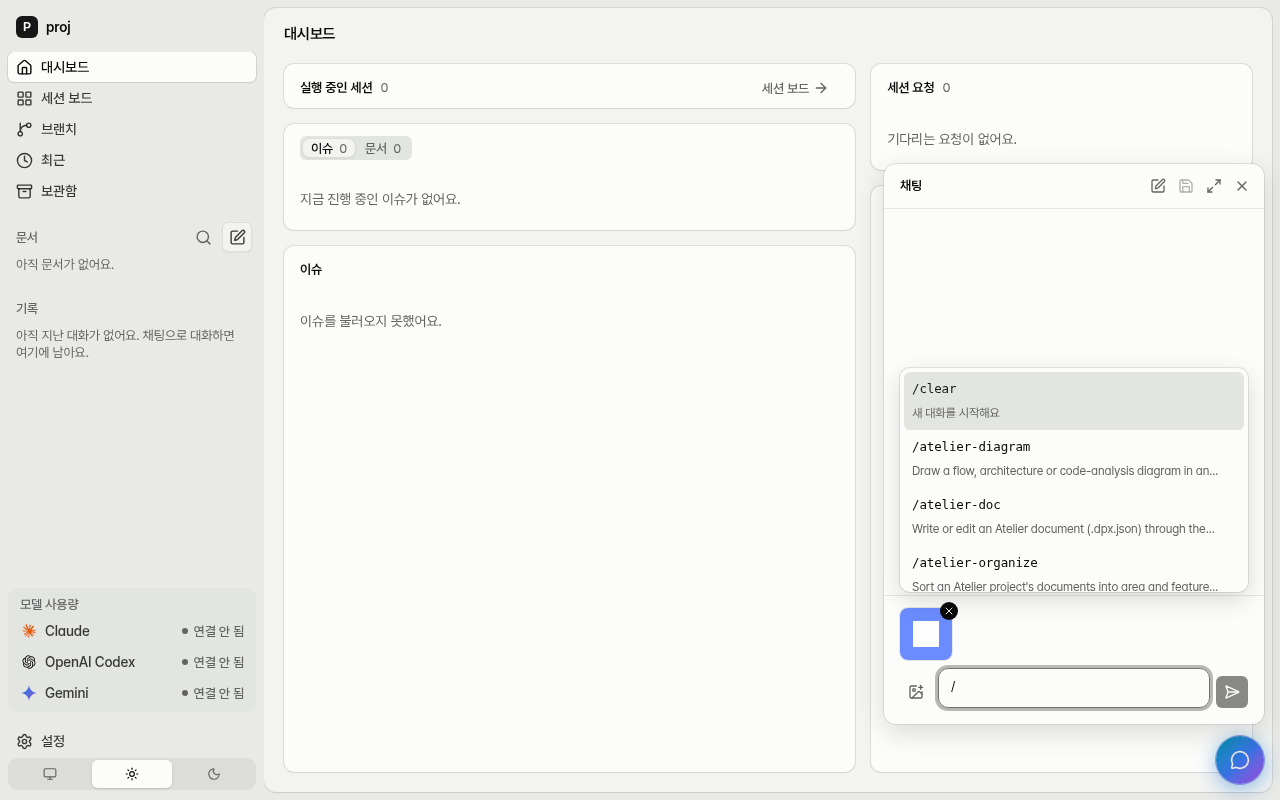 P proj
대시보드
세션 보드
브랜치
최근
보관함
문서
아직 문서가 없어요.
기록
아직 지난 대화가 없어요. 채팅으로 대화하면
여기에 남아요.
모델 사용량
Claude 연결 안 됨
OpenAI Codex 연결 안 됨
Gemini 연결 안 됨
설정
대시보드
실행 중인 세션 0 세션 보드
이슈 0 문서 0
지금 진행 중인 이슈가 없어요.
이슈
이슈를 불러오지 못했어요.
세션 요청 0
기다리는 요청이 없어요.
채팅
/clear
새 대화를 시작해요
/atelier-diagram
Draw a flow, architecture or code-analysis diagram in an...
/atelier-doc
Write or edit an Atelier document (.dpx.json) through the...
/atelier-organize
Sort an Atelier project's documents into area and feature...
/